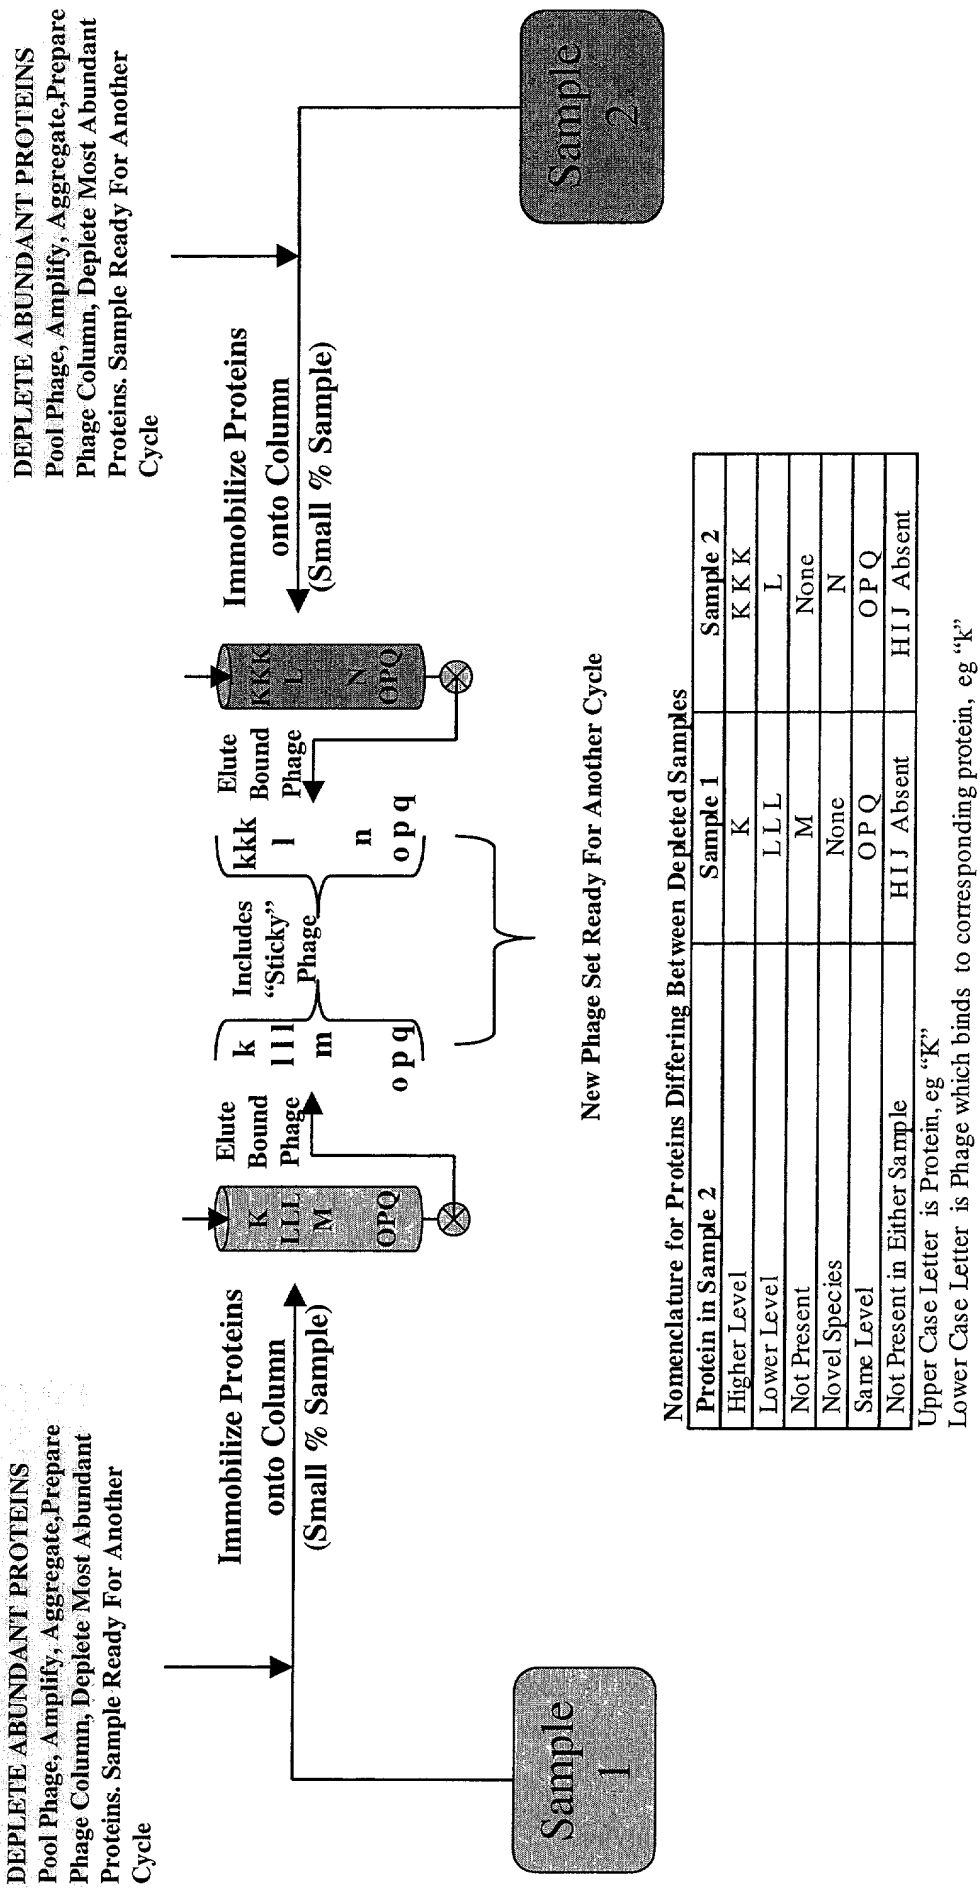 DEPLETE ABUNDANT PROTEINS
Pool Phage, Amplify, Aggregate,Prepare
Phage Column, Deplete Most Abundant
Proteins. Sample Ready For Another
Cycle
DEPLETE ABUNDANT PROTEINS
Pool Phage, Amplify, Aggregate,Prepare
Phage Column, Deplete Most Abundant
Proteins. Sample Ready For Another
Cycle
Immobilize Proteins
onto Column
(Small % Sample)
K
LLL
M
OPQ
Elute
Bound
Phage
k
l l l
m
o p q
Includes
“Sticky”
Phage
kkk
l
n
o p q
Elute
Bound
Phage
KKK
L
N
OPQ
Immobilize Proteins
onto Column
(Small % Sample)
Sample
1
New Phage Set Ready For Another Cycle
Sample
2
Nomenclature for Proteins Differing Between Depleted Samples
Protein in Sample 2 Sample 1 Sample 2
Higher Level K K K K
Lower Level L L L L
Not Present M None
Novel Species None N
Same Level O P Q O P Q
Not Present in Either Sample H I J Absent H I J Absent
Upper Case Letter is Protein, eg “K”
Lower Case Letter is Phage which binds to corresponding protein, eg “k”